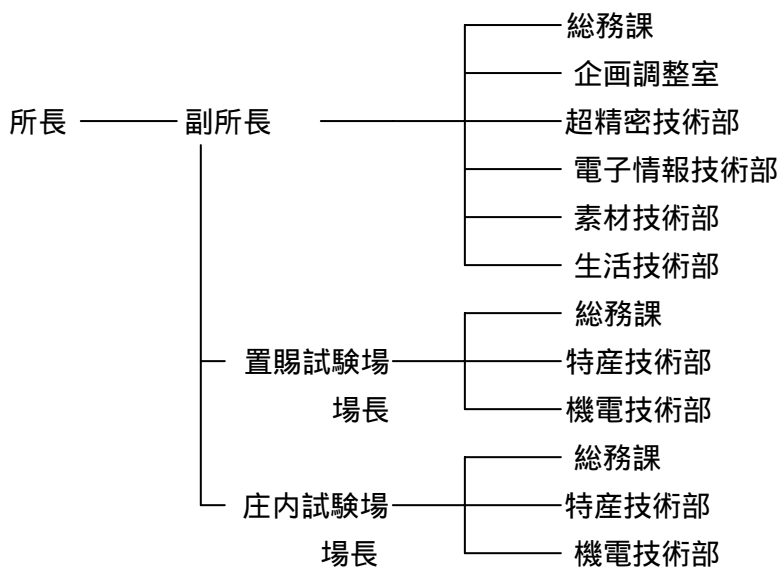 総務課
企画調整室
所長 副所長 超精密技術部
電子情報技術部
素材技術部
生活技術部
総務課
置賜試験場 特産技術部
場長 機電技術部
総務課
庄内試験場 特産技術部
場長 機電技術部